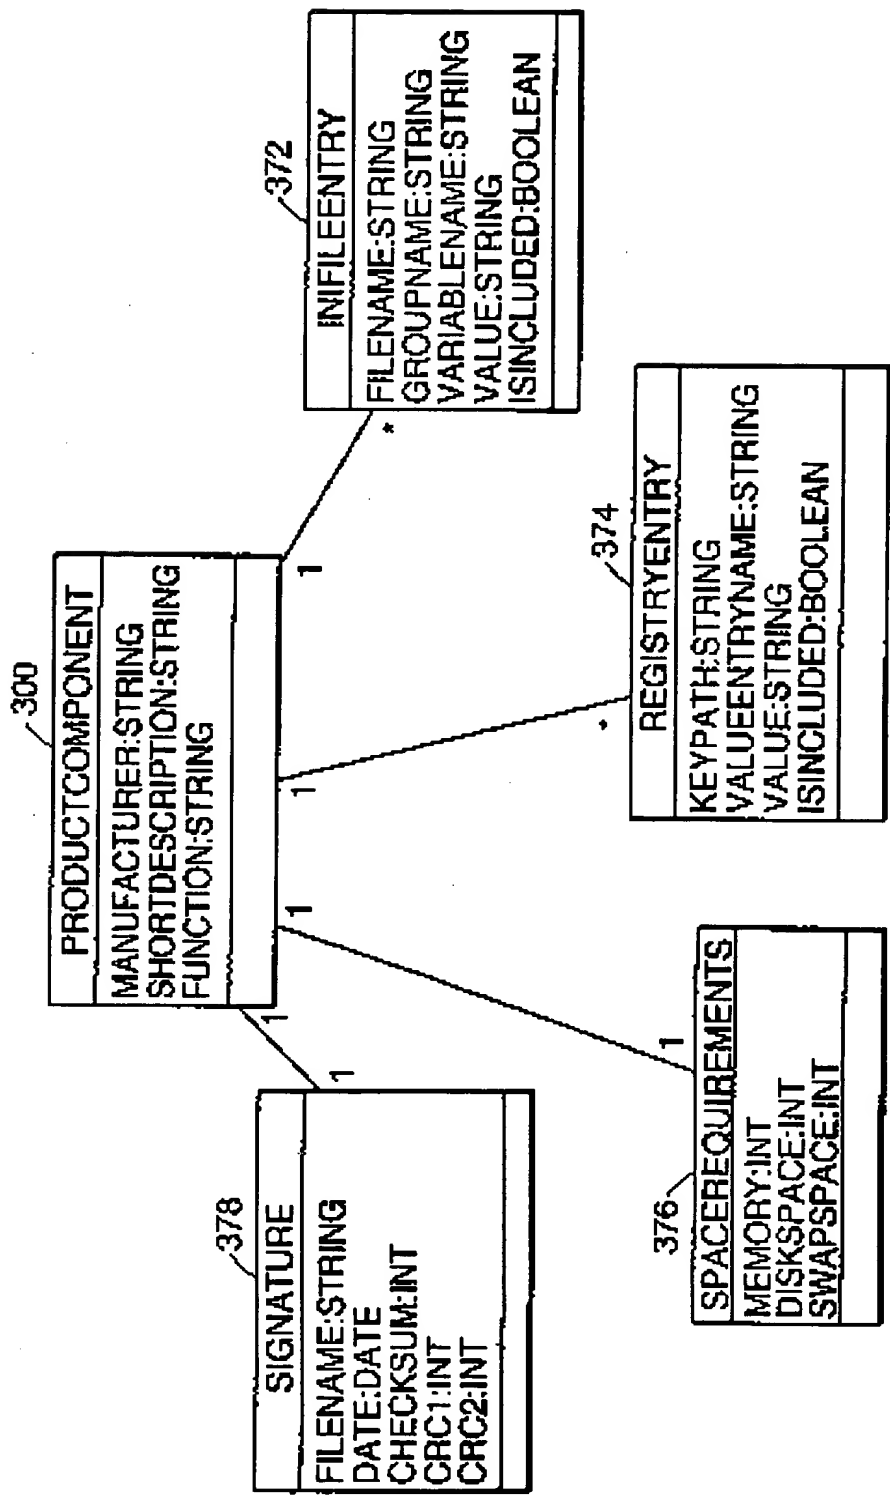 300
PRODUCTCOMPONENT
MANUFACTURER:STRING
SHORTDESCRIPTION:STRING
FUNCTION:STRING
1
1
1
1
378
SIGNATURE
FILENAME:STRING
DATE:DATE
CHECKSUM:INT
CRC1:INT
CRC2:INT
1
376
SPACEREQUIREMENTS
MEMORY:INT
DISKSPACE:INT
SWAPSPACE:INT
1
374
REGISTRYENTRY
KEYPATH:STRING
VALUEENTRYNAME:STRING
VALUE:STRING
ISINCLUDED:BOOLEAN
*
372
INIFILEENTRY
FILENAME:STRING
GROUPNAME:STRING
VARIABLENAME:STRING
VALUE:STRING
ISINCLUDED:BOOLEAN
*